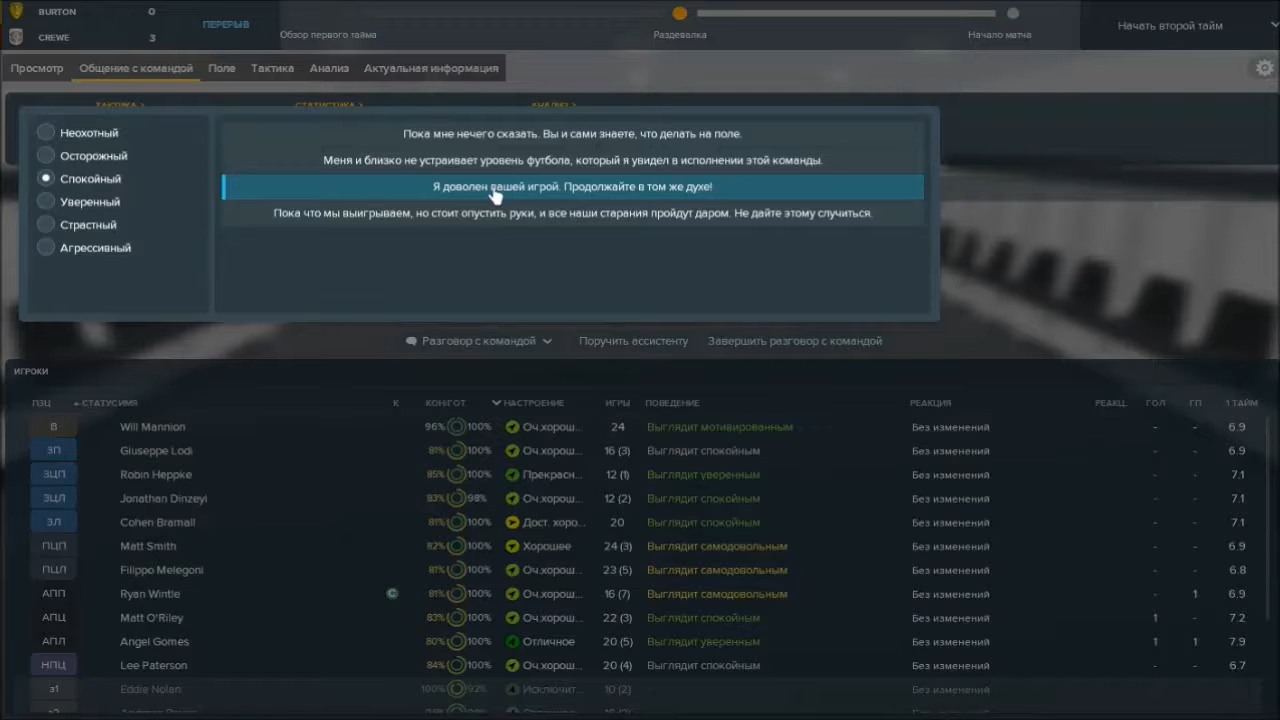 BURTON 0
CREWE 3
ПЕРЕРЫВ
Обзор первого тайма
Раздевалка
Начало матча
Начать второй тайм
Просмотр Общение с командой Поле Тактика Анализ Актуальная информация
ТАКТИКА > СТАТИСТИКА > АНАЛИЗ >
Неохотный
Осторожный
Спокойный
Уверенный
Страстный
Агрессивный
Пока мне нечего сказать. Вы и сами знаете, что делать на поле.
Меня и близко не устраивает уровень футбола, который я увидел в исполнении этой команды.
Я доволен вашей игрой. Продолжайте в том же духе!
Пока что мы выигрываем, но стоит опустить руки, и все наши старания пройдут даром. Не дайте этому случиться.
Разговор с командой Поручить ассистенту Завершить разговор с командой
ИГРОКИ
ПЗЦ СТАТУС ИМЯ К КОН/ГОТ НАСТРОЕНИЕ ИГРЫ ПОВЕДЕНИЕ РЕАКЦИЯ РЕАКЦ. ГОЛ ГП 1 ТАЙМ
В Will Mannion 96% 100% Оч.хорош... 24 Выглядит мотивированным Без изменений - - 6.9
ЗП Giuseppe Lodi 81% 100% Оч.хорош... 16 (3) Выглядит спокойным Без изменений - - 6.9
ЗЦП Robin Heppke 85% 100% Прекрасн... 12 (1) Выглядит уверенным Без изменений - - 7.1
ЗЦЛ Jonathan Dinzeyi 83% 98% Оч.хорош... 12 (2) Выглядит спокойным Без изменений - - 7.1
ЗЛ Cohen Bramall 81% 100% Дост. хоро... 20 Выглядит спокойным Без изменений - - 7.1
ПЦП Matt Smith 82% 100% Хорошее 24 (3) Выглядит самодовольным Без изменений - - 6.9
ПЦЛ Filippo Melegoni 81% 100% Оч.хорош... 23 (5) Выглядит самодовольным Без изменений - - 6.8
АПП Ryan Wintle C 81% 100% Оч.хорош... 16 (7) Выглядит самодовольным Без изменений - 1 6.9
АПЦ Matt O'Riley 83% 100% Оч.хорош... 22 (3) Выглядит спокойным Без изменений 1 - 7.2
АПЛ Angel Gomes 80% 100% Отличное 20 (5) Выглядит уверенным Без изменений 1 1 7.9
НПЦ Lee Paterson 84% 100% Оч.хорош... 20 (4) Выглядит спокойным Без изменений - - 6.7
з1 Eddie Nolan 100% 92% Исключит... 10 (2) Без изменений - - -